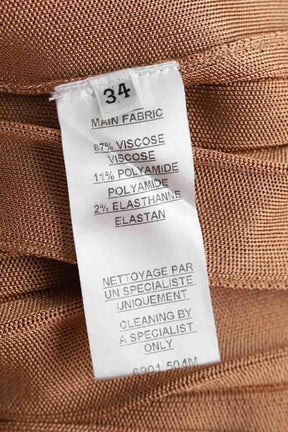 34
MAIN FABRIC
87% VISCOSE
VISCOSE
11% POLYAMIDE
POLYAMIDE
2% ELASTHANNE
ELASTAN
NETTOYAGE PAR
UN SPECIALISTE
UNIQUEMENT
CLEANING BY
A SPECIALIST
ONLY